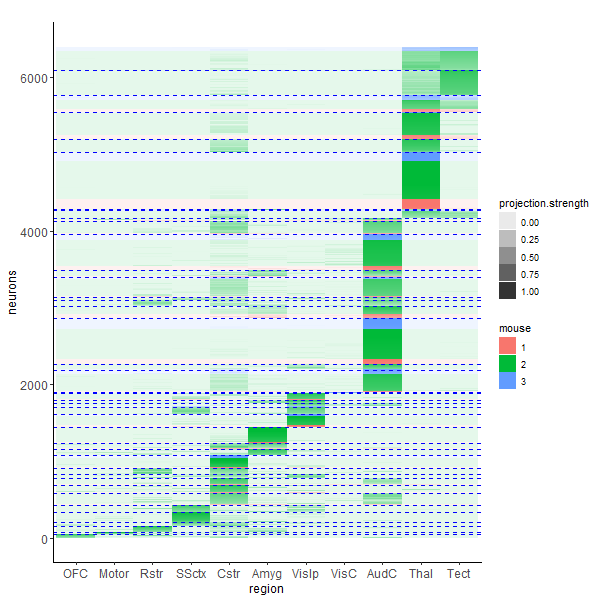 6000
4000
2000
0
neurons
OFC Motor Rstr SSctx Cstr Amyg VisIp VisC AudC Thal Tect
region
projection.strength
0.00
0.25
0.50
0.75
1.00
mouse
1
2
3